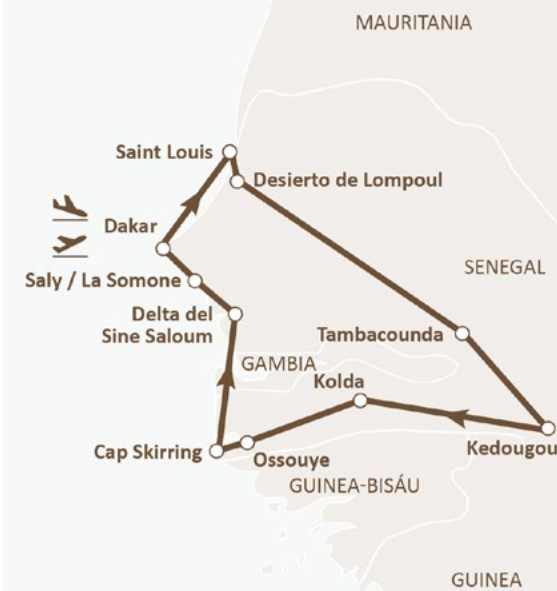 MAURITANIA
Saint Louis
Desierto de Lompoul
Dakar
SENEGAL
Saly / La Somone
Delta del
Sine Saloum
Tambacounda
GAMBIA
Kolda
Cap Skirring
Ossouye
Kedougou
GUINEA-BISÁU
GUINEA